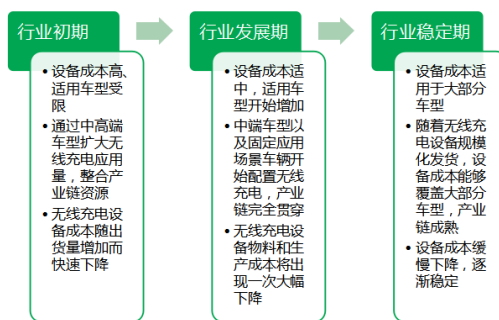 行业初期
• 设备成本高、
适用车型受
限
• 通过中高端
车型扩大无
线充电应用
量，整合产
业链资源
• 无线充电设
备成本随出
货量增加而
快速下降
行业发展期
• 设备成本适
中，适用车
型开始增加
• 中端车型以
及固定应用
场景车辆开
始配置无线
充电，产业
链完全贯穿
• 无线充电设
备物料和生
产成本将出
现一次大幅
下降
行业稳定期
• 设备成本适
用于大部分
车型
• 随着无线充
电设备规模
化发货，设
备成本能够
覆盖大部分
车型，产业
链成熟
• 设备成本缓
慢下降，逐
渐稳定